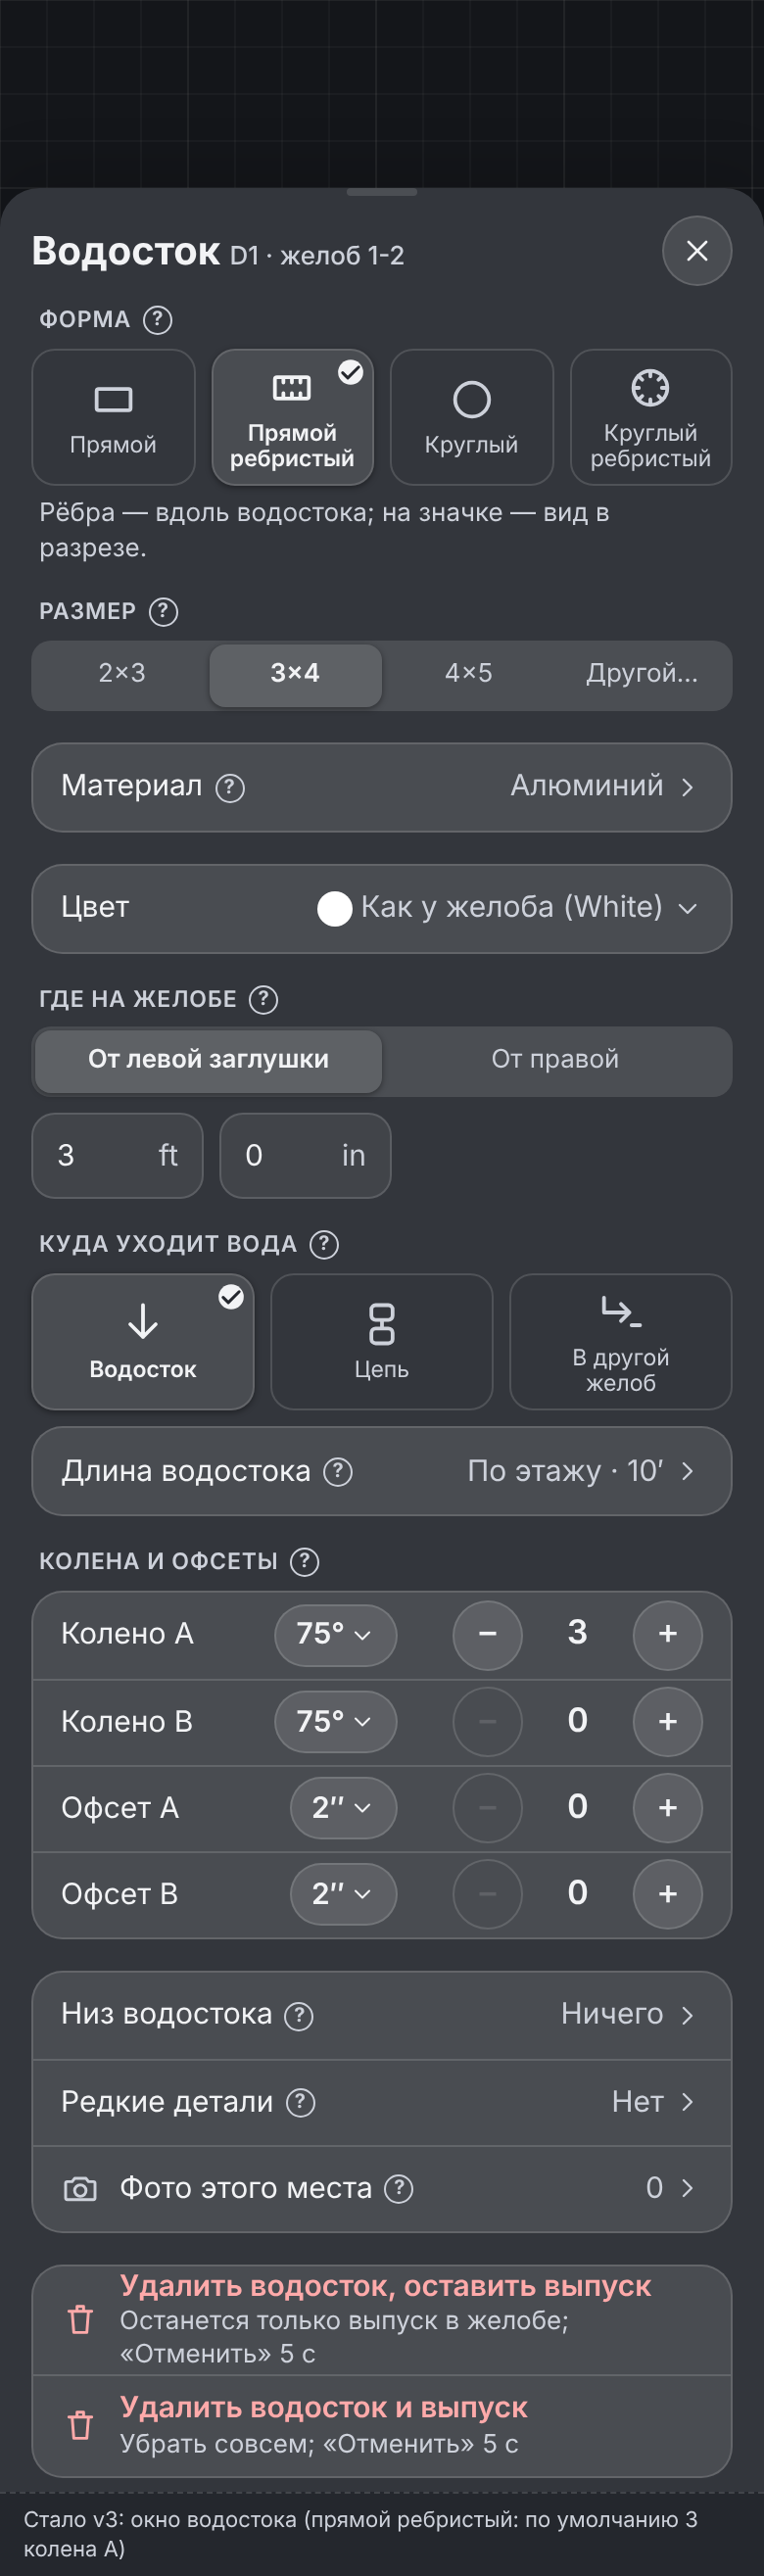 Водосток D1 · желоб 1-2
ФОРМА ?
Прямой
Прямой
ребристый
Круглый
Круглый
ребристый
Рёбра — вдоль водостока; на значке — вид в
разрезе.
РАЗМЕР ?
2×3 3×4 4×5 Другой...
Материал ? Алюминий
Цвет Как у желоба (White)
ГДЕ НА ЖЕЛОБЕ ?
От левой заглушки От правой
3 ft 0 in
КУДА УХОДИТ ВОДА ?
Водосток
Цепь
В другой
желоб
Длина водостока ? По этажу · 10′
КОЛЕНА И ОФСЕТЫ ?
Колено A 75° − 3 +
Колено B 75° − 0 +
Офсет A 2″ − 0 +
Офсет B 2″ − 0 +
Низ водостока ? Ничего
Редкие детали ? Нет
Фото этого места ? 0
Удалить водосток, оставить выпуск
Останется только выпуск в желобе;
«Отменить» 5 с
Удалить водосток и выпуск
Убрать совсем; «Отменить» 5 с
Стало v3: окно водостока (прямой ребристый: по умолчанию 3
колена A)